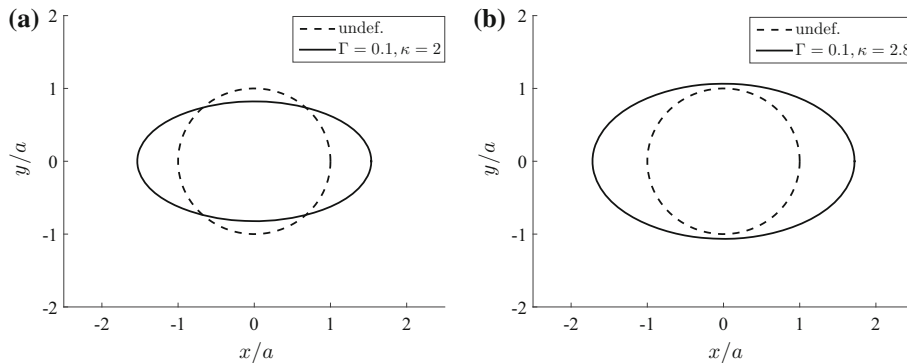 (a)
undef.
Γ = 0.1, κ = 2
2
1
0
-1
-2
y/a
-2 -1 0 1 2
x/a
(b)
undef.
Γ = 0.1, κ = 2.8
2
1
0
-1
-2
y/a
-2 -1 0 1 2
x/a